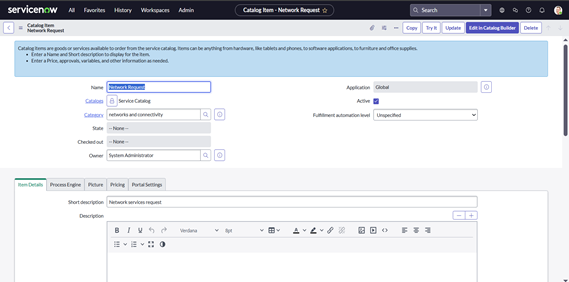 servicenow All Favorites History Workspaces Admin Catalog Item - Network Request Search
Catalog Item
Network Request
Copy Try It Update Edit in Catalog Builder Delete
Catalog items are goods or services available to order from the service catalog. Items can be anything from hardware, like tablets and phones, to software applications, to furniture and office supplies.
• Enter a Name and Short description to display for the item.
• Enter a Price, approvals, variables, and other information as needed.
Name Network Request
Application Global
Catalogs Service Catalog
Active
Category networks and connectivity
Fulfillment automation level Unspecified
State -- None --
Checked out -- None --
Owner System Administrator
Item Details Process Engine Picture Pricing Portal Settings
Short description Network services request
Description
B I U Verdana 8pt A